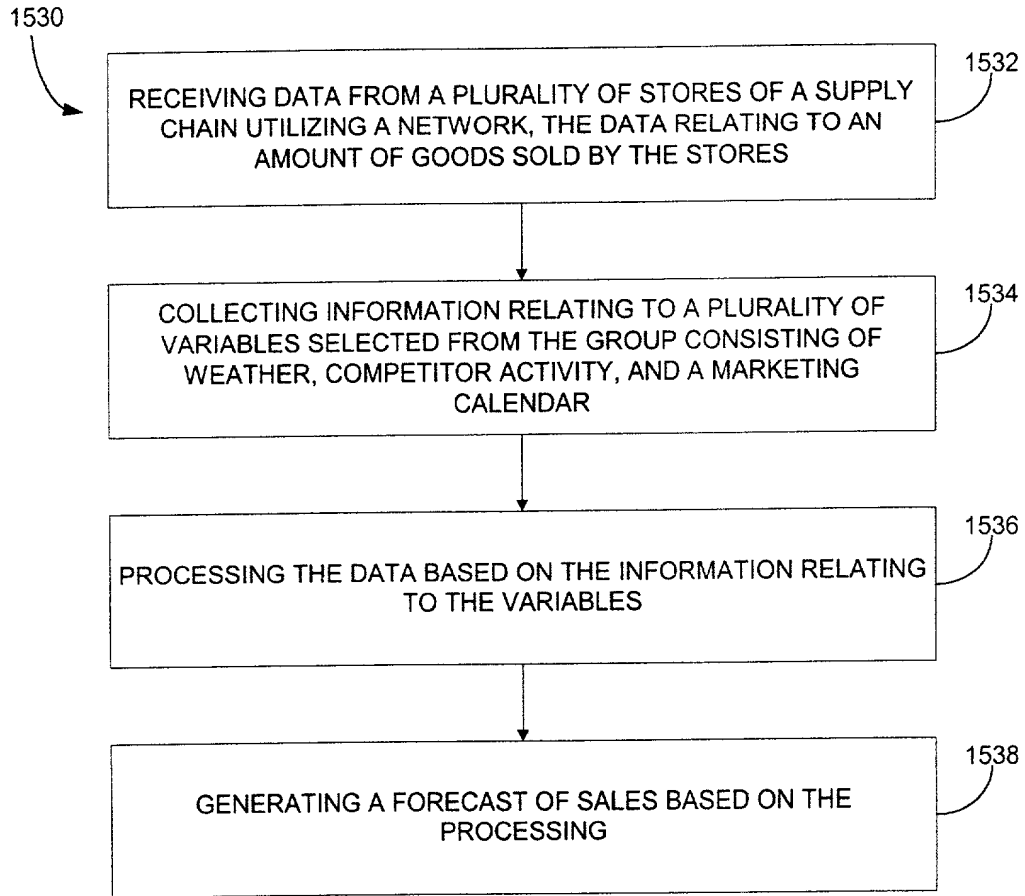 1530
1532
RECEIVING DATA FROM A PLURALITY OF STORES OF A SUPPLY
CHAIN UTILIZING A NETWORK, THE DATA RELATING TO AN
AMOUNT OF GOODS SOLD BY THE STORES
1534
COLLECTING INFORMATION RELATING TO A PLURALITY OF
VARIABLES SELECTED FROM THE GROUP CONSISTING OF
WEATHER, COMPETITOR ACTIVITY, AND A MARKETING
CALENDAR
1536
PROCESSING THE DATA BASED ON THE INFORMATION RELATING
TO THE VARIABLES
1538
GENERATING A FORECAST OF SALES BASED ON THE
PROCESSING